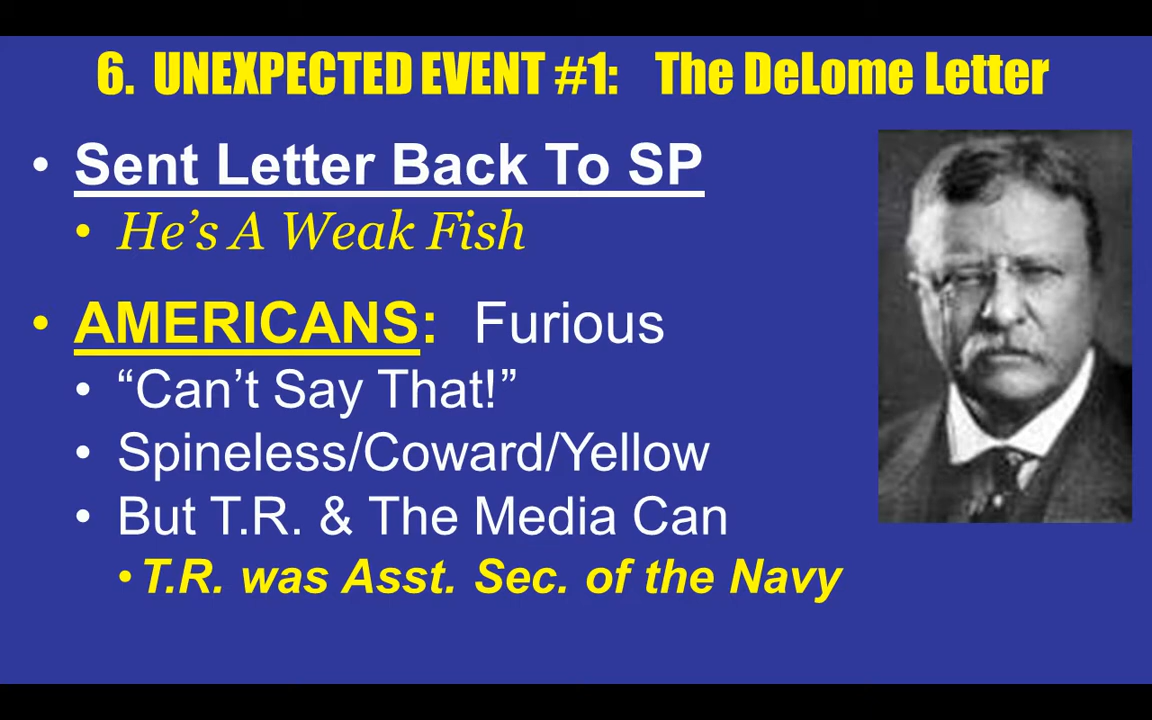 6. UNEXPECTED EVENT #1: The DeLome Letter
• Sent Letter Back To SP
• He’s A Weak Fish
• AMERICANS: Furious
• “Can’t Say That!”
• Spineless/Coward/Yellow
• But T.R. & The Media Can
• T.R. was Asst. Sec. of the Navy